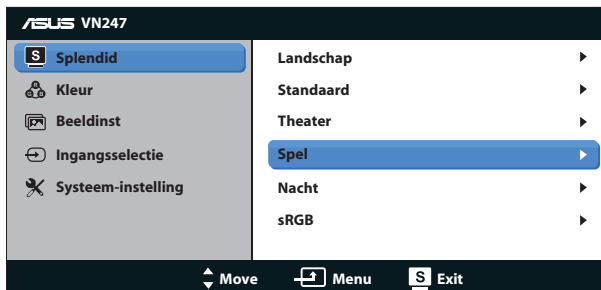 ASUS VN247
S Splendid
Kleur
Beeldinst
Ingangsselectie
Systeem-instelling
Landschap
Standaard
Theater
Spel
Nacht
sRGB
Move Menu S Exit